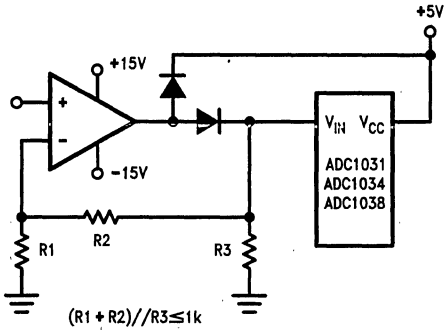 +5V
+15V
+
−
−15V
VIN VCC
ADC1031
ADC1034
ADC1038
R1
R2
R3
(R1 + R2)//R3≤1k